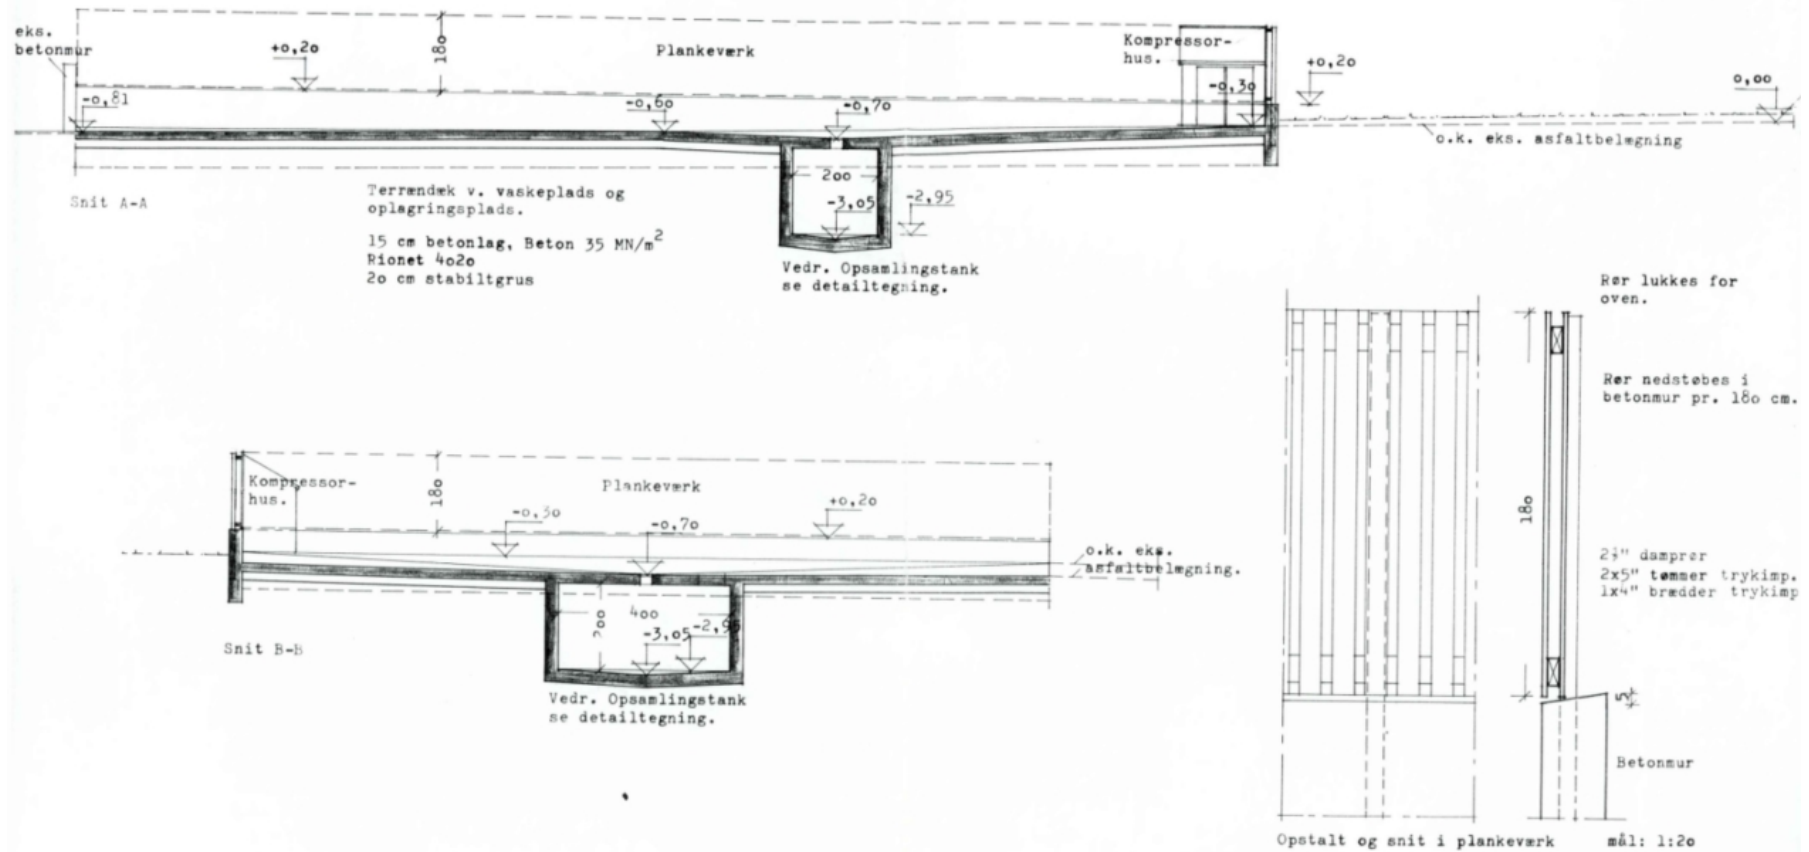 eks.
betonmur
+0,20
180
Plankeværk
Kompressor-
hus.
+0,20
0,00
-0,81
-0,60
-0,70
-0,30
o.k. eks. asfaltbelægning
Snit A-A
Terrændæk v. vaskeplads og
oplagringsplads.
15 cm betonlag, Beton 35 MN/m²
Rionet 4020
20 cm stabiltgrus
200
-3,05
-2,95
Vedr. Opsamlingstank
se detailtegning.
Kompressor-
hus.
180
Plankeværk
-0,30
-0,70
+0,20
o.k. eks.
asfaltbelægning.
200
400
-3,05
-2,95
Snit B-B
Vedr. Opsamlingstank
se detailtegning.
Rør lukkes for
oven.
Rør nedstøbes i
betonmur pr. 180 cm.
180
2½" damprør
2x5" tømmer trykimp.
1x4" brædder trykimp
5
Betonmur
Opstalt og snit i plankeværk mål: 1:20